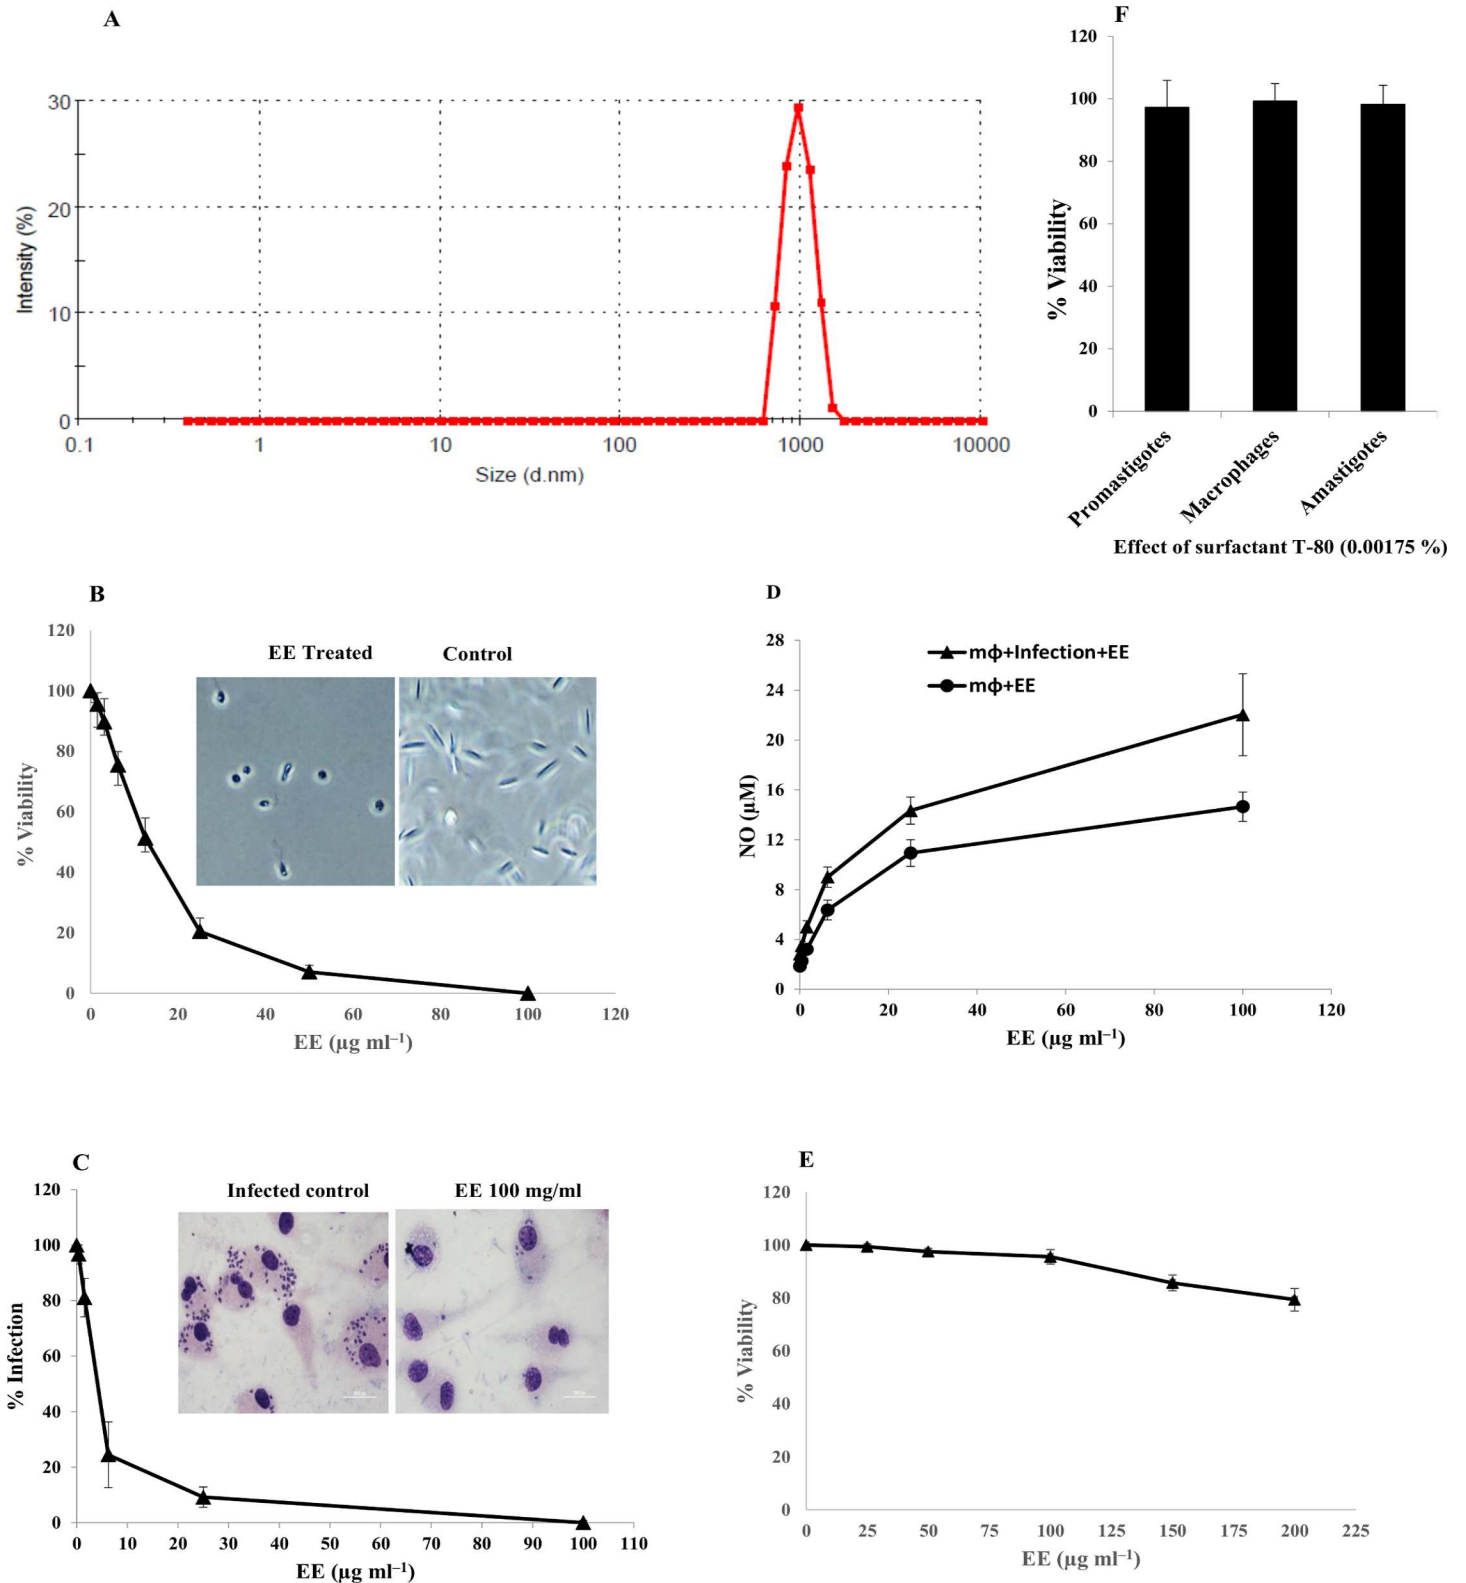 A
30
20
10
0
Intensity (%)
0.1 1 10 100 1000 10000
Size (d.nm)
F
120
100
80
60
40
20
0
% Viability
Promastigotes
Macrophages
Amastigotes
Effect of surfactant T-80 (0.00175 %)
B
120
100
80
60
40
20
0
% Viability
EE Treated Control
0 20 40 60 80 100 120
EE (µg ml–1)
D
28
24
20
16
12
8
4
0
NO (µM)
mф+Infection+EE
mф+EE
0 20 40 60 80 100 120
EE (µg ml–1)
C
120
100
80
60
40
20
0
% Infection
Infected control EE 100 mg/ml
0 10 20 30 40 50 60 70 80 90 100 110
EE (µg ml–1)
E
120
100
80
60
40
20
0
% Viability
0 25 50 75 100 125 150 175 200 225
EE (µg ml–1)